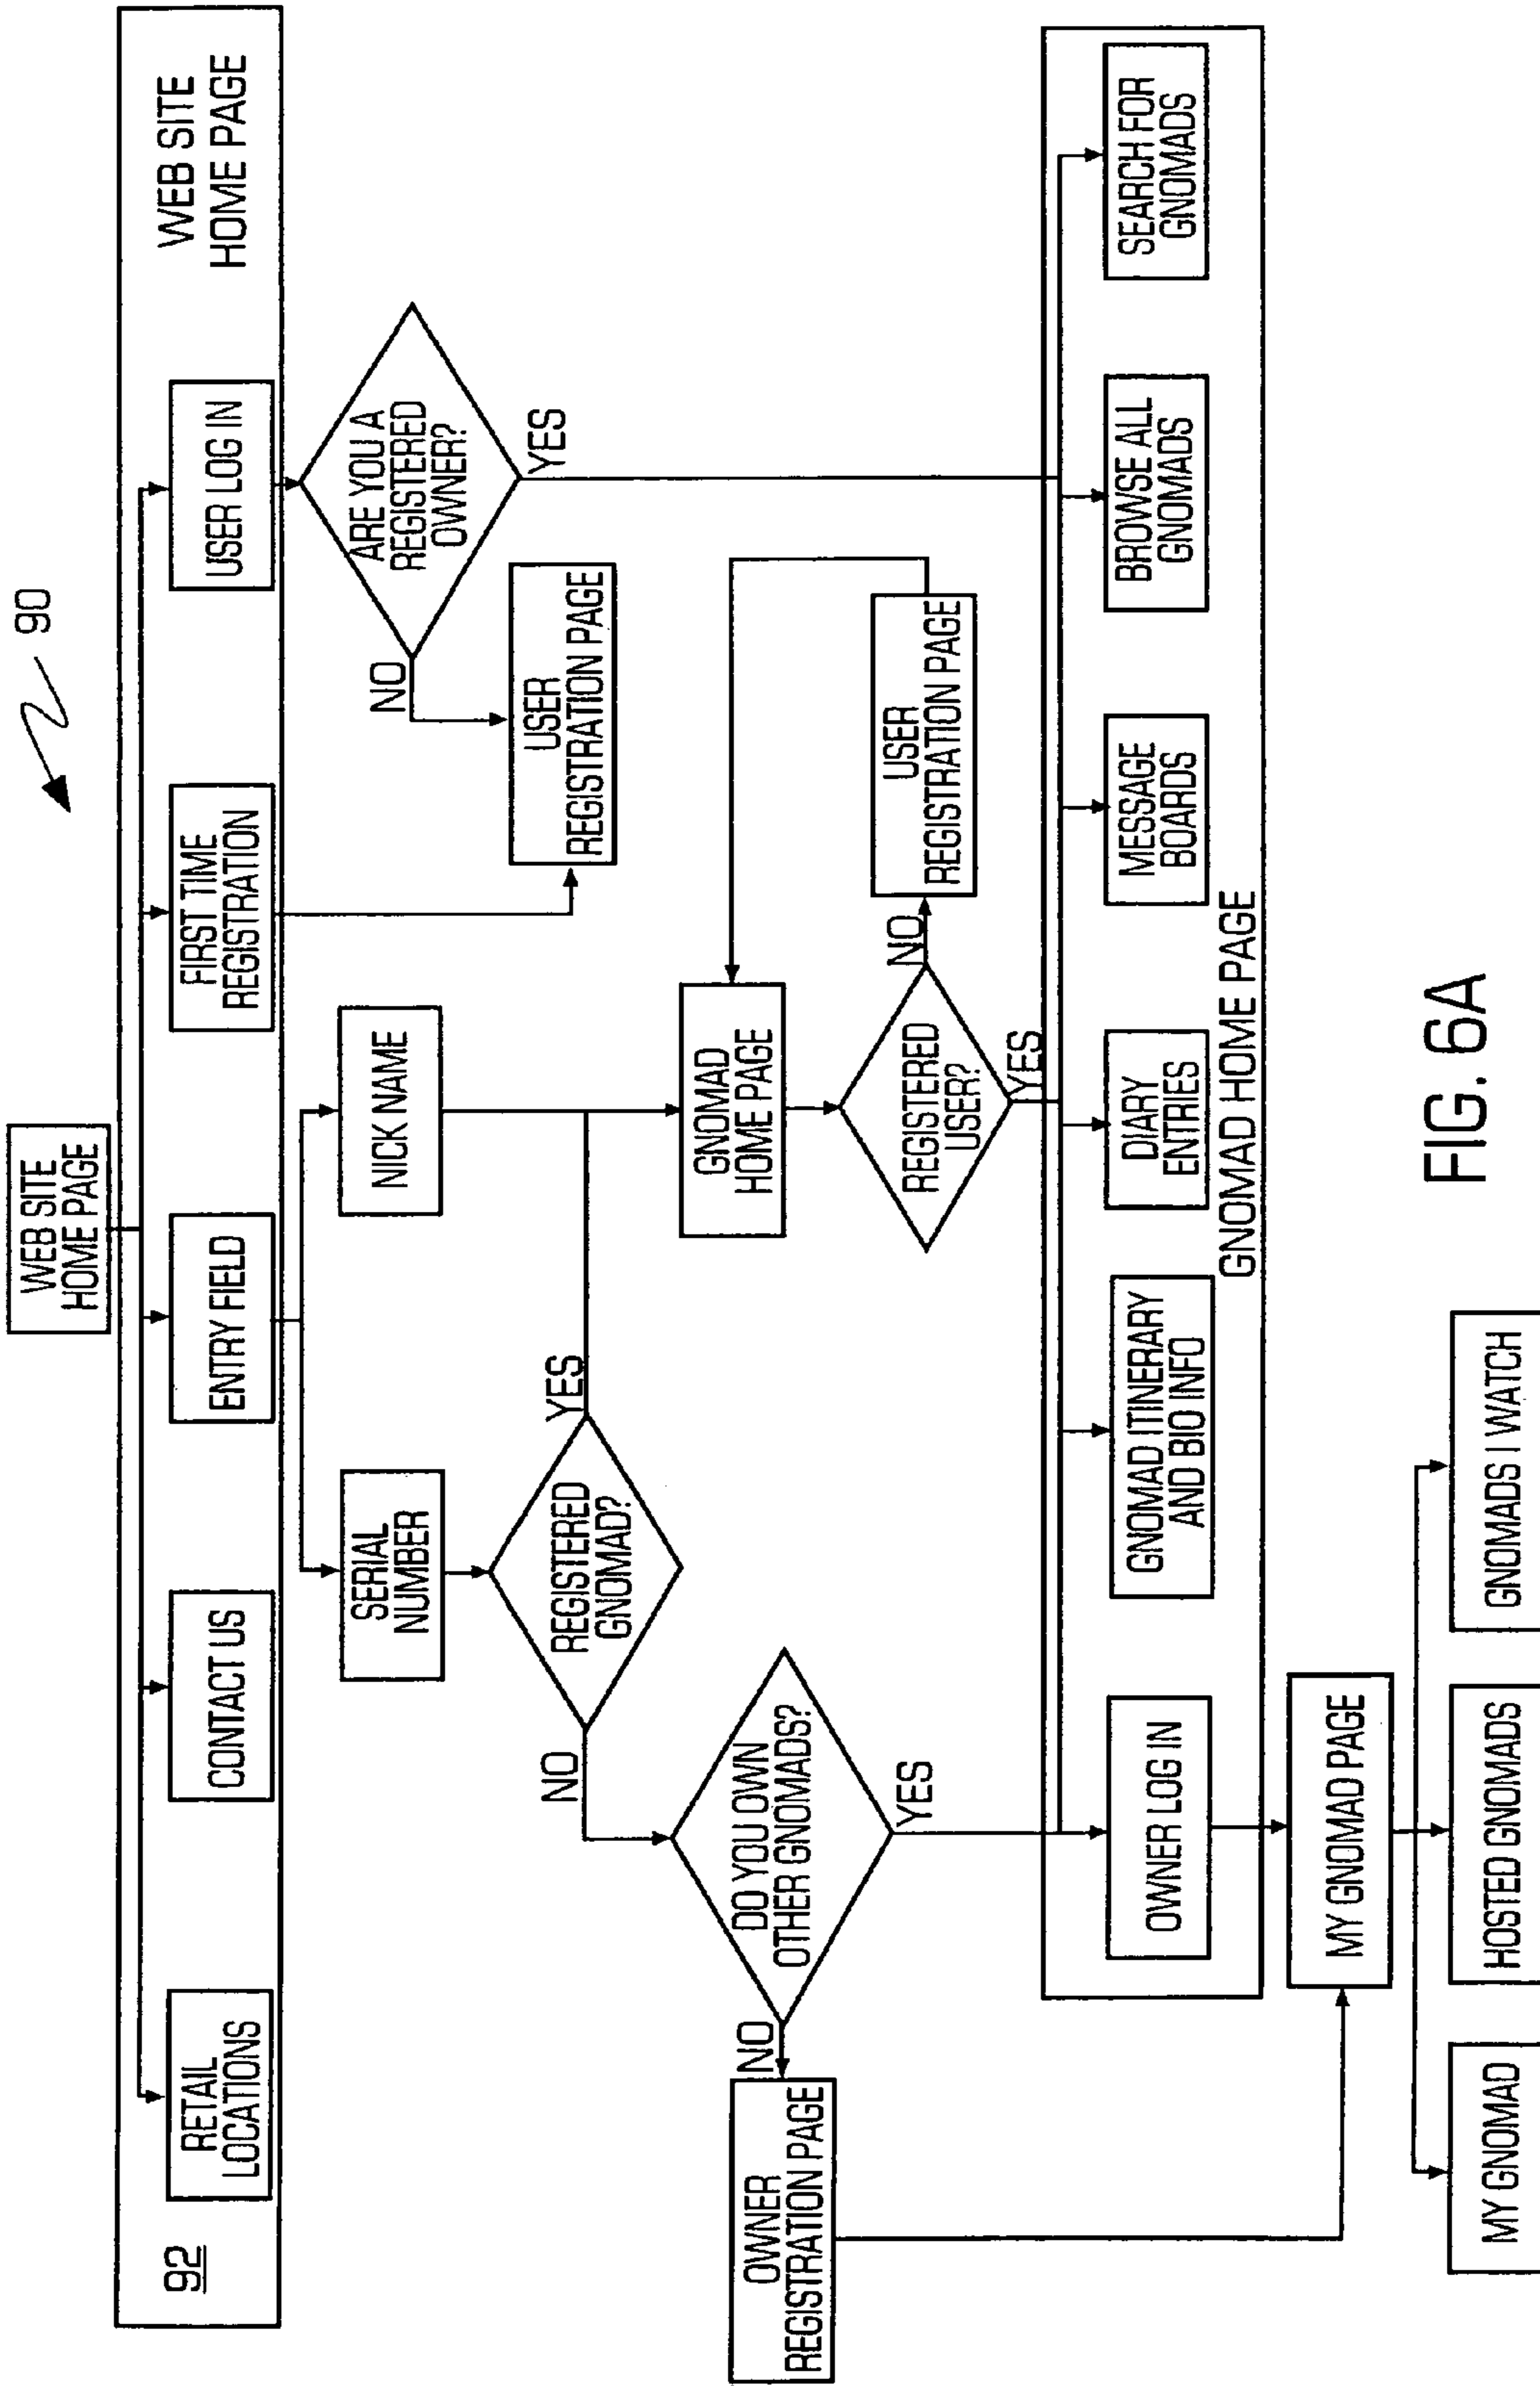 90
WEB SITE
HOME PAGE
92
RETAIL
LOCATIONS
CONTACT US
ENTRY FIELD
FIRST TIME
REGISTRATION
USER LOG IN
WEB SITE
HOME PAGE
SERIAL
NUMBER
NICK NAME
ARE YOU A
REGISTERED
OWNER?
NO
YES
USER
REGISTRATION PAGE
REGISTERED
GNOMAD?
YES
NO
GNOMAD
HOME PAGE
DO YOU OWN
OTHER GNOMADS?
NO
YES
OWNER
REGISTRATION PAGE
REGISTERED
USER?
NO
YES
USER
REGISTRATION PAGE
OWNER LOG IN
GNOMAD ITINERARY
AND BIO INFO
DIARY
ENTRIES
MESSAGE
BOARDS
BROWSE ALL
GNOMADS
SEARCH FOR
GNOMADS
GNOMAD HOME PAGE
MY GNOMAD PAGE
MY GNOMAD
HOSTED GNOMADS
GNOMADS I WATCH
FIG. 6A